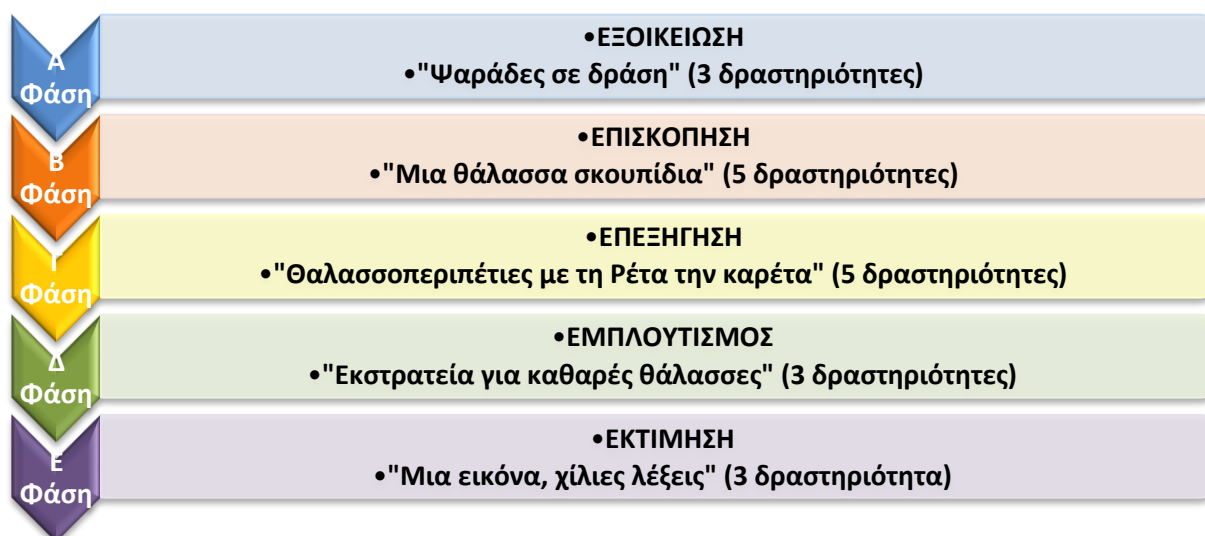 Α
Φάση
•ΕΞΟΙΚΕΙΩΣΗ
•"Ψαράδες σε δράση" (3 δραστηριότητες)
Β
Φάση
•ΕΠΙΣΚΟΠΗΣΗ
•"Μια θάλασσα σκουπίδια" (5 δραστηριότητες)
Γ
Φάση
•ΕΠΕΞΗΓΗΣΗ
•"Θαλασσοπεριπέτιες με τη Ρέτα την καρέτα" (5 δραστηριότητες)
Δ
Φάση
•ΕΜΠΛΟΥΤΙΣΜΟΣ
•"Εκστρατεία για καθαρές θάλασσες" (3 δραστηριότητες)
Ε
Φάση
•ΕΚΤΙΜΗΣΗ
•"Μια εικόνα, χίλιες λέξεις" (3 δραστηριότητα)